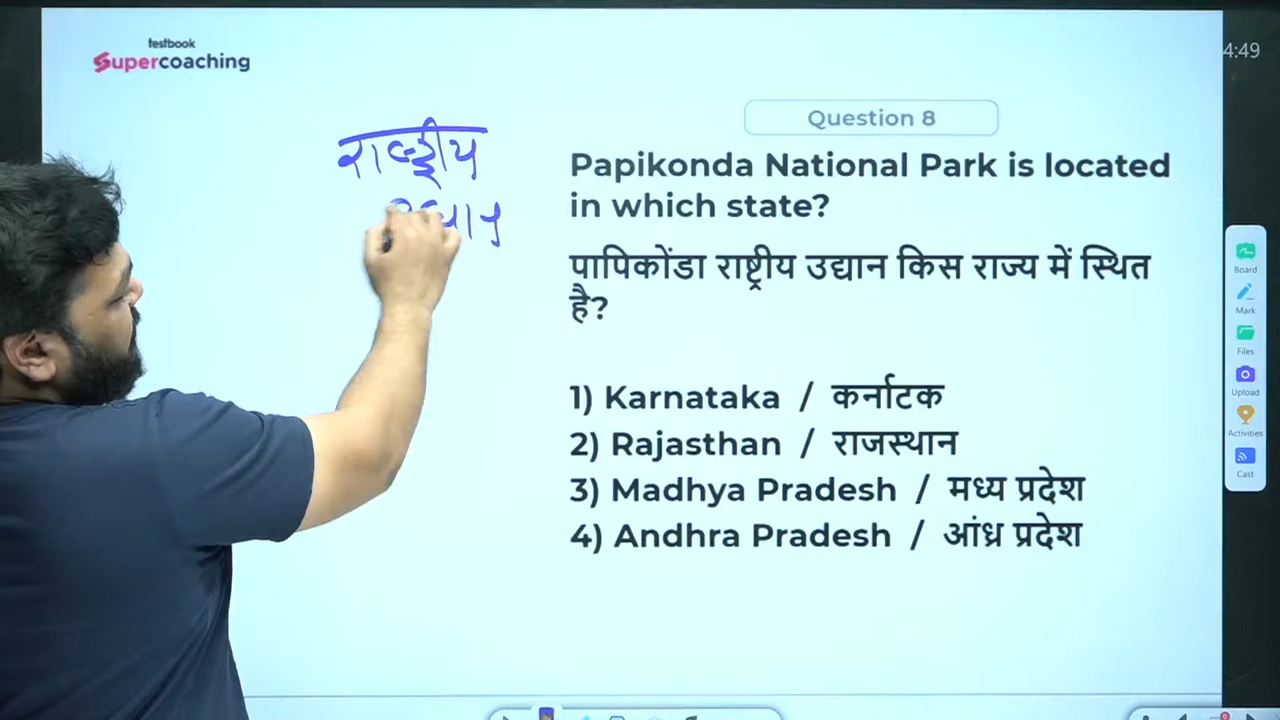 testbook
Supercoaching
4:49
Question 8
राष्ट्रीय
Papikonda National Park is located
in which state?
पापिकोंडा राष्ट्रीय उद्यान किस राज्य में स्थित
है?
1) Karnataka / कर्नाटक
2) Rajasthan / राजस्थान
3) Madhya Pradesh / मध्य प्रदेश
4) Andhra Pradesh / आंध्र प्रदेश
Board
Mark
Files
Upload
Activities
Cast